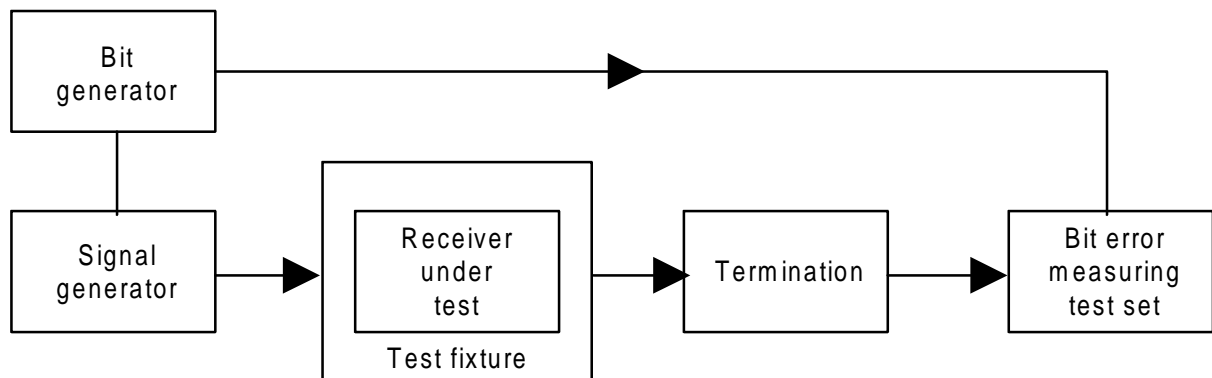 Bit
generator
Signal
generator
Receiver
under
test
Test fixture
Termination
Bit error
measuring
test set